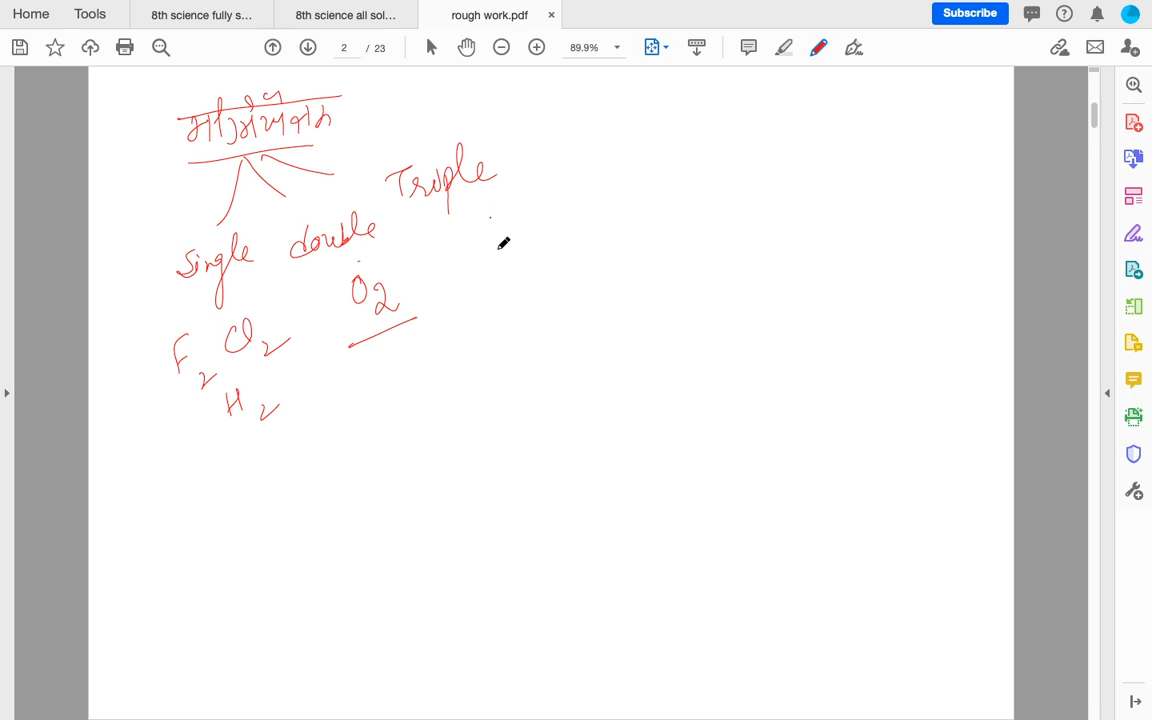 Home Tools 8th science fully s... 8th science all sol... rough work.pdf × Subscribe
2 / 23 89.9%
Triple
Single double
O2
F2 Cl2
H2